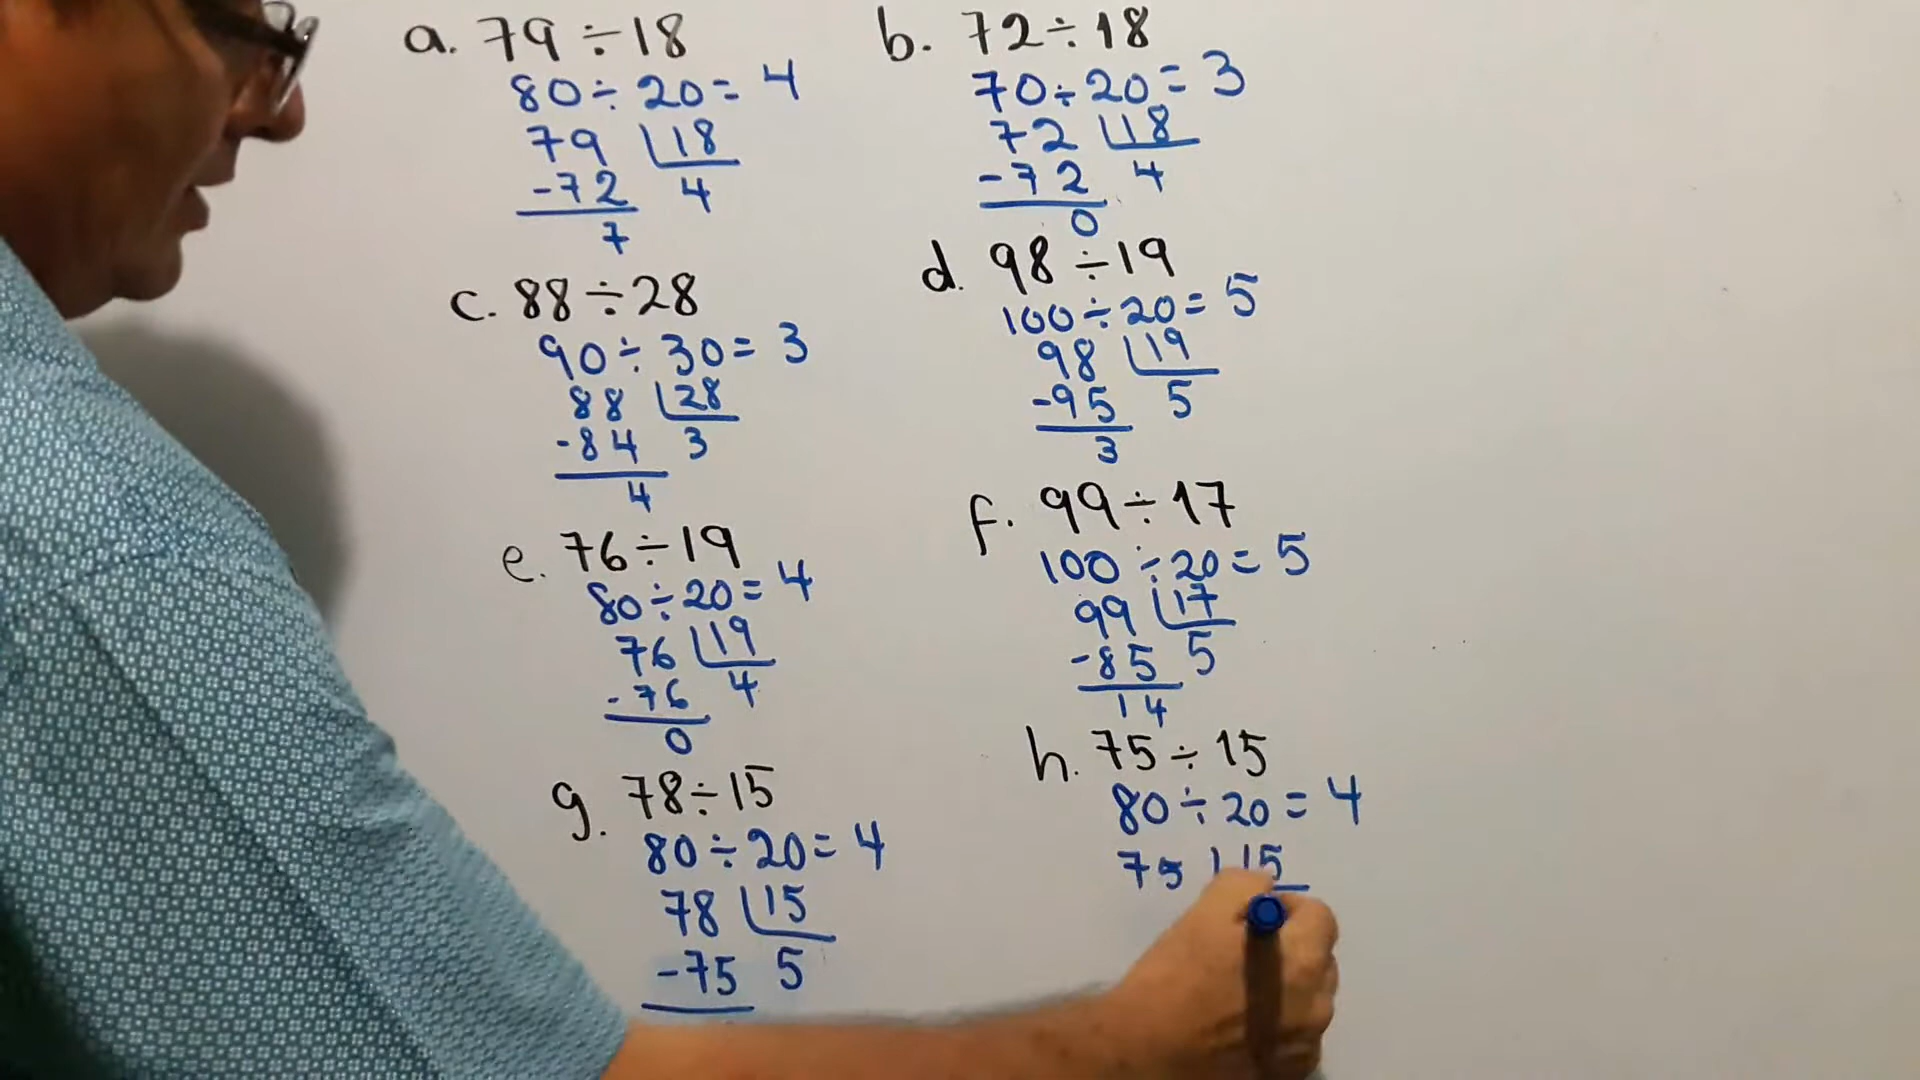 a. 79 ÷ 18
80 ÷ 20 = 4
79 18
-72 4
7
b. 72 ÷ 18
70 ÷ 20 = 3
72 18
-72 4
0
c. 88 ÷ 28
90 ÷ 30 = 3
88 28
-84 3
4
d. 98 ÷ 19
100 ÷ 20 = 5
98 19
-95 5
3
e. 76 ÷ 19
80 ÷ 20 = 4
76 19
-76 4
0
f. 99 ÷ 17
100 ÷ 20 = 5
99 17
-85 5
14
g. 78 ÷ 15
80 ÷ 20 = 4
78 15
-75 5
h. 75 ÷ 15
80 ÷ 20 = 4
75 15